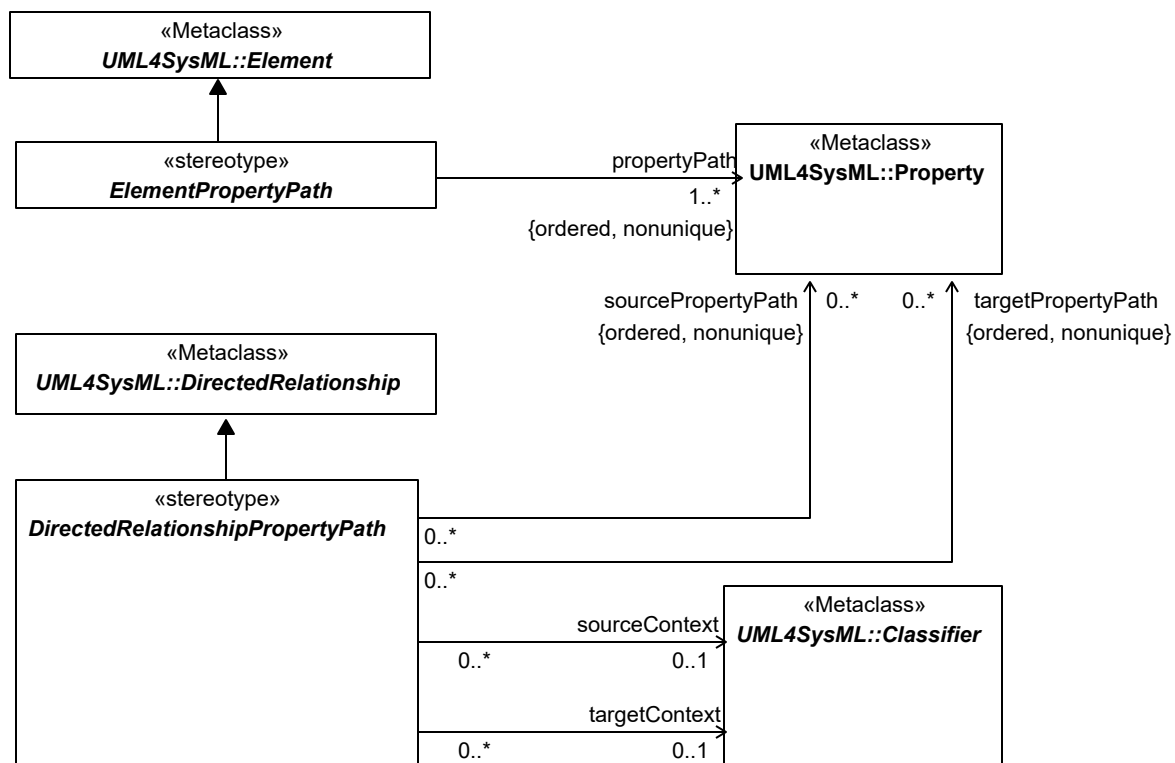 «Metaclass»
UML4SysML::Element
«stereotype»
ElementPropertyPath
propertyPath
1..*
{ordered, nonunique}
«Metaclass»
UML4SysML::Property
sourcePropertyPath
0..*
{ordered, nonunique}
0..*
targetPropertyPath
{ordered, nonunique}
«Metaclass»
UML4SysML::DirectedRelationship
«stereotype»
DirectedRelationshipPropertyPath
0..*
0..*
sourceContext
0..*
0..1
targetContext
0..*
0..1
«Metaclass»
UML4SysML::Classifier